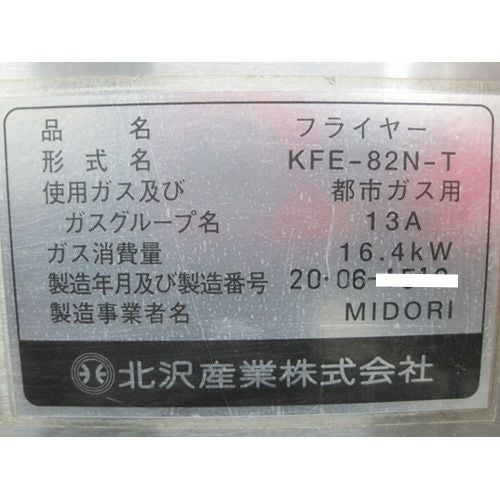 品 名 フライヤー
形 式 名 KFE-82N-T
使用ガス及び 都市ガス用
ガスグループ名 13A
ガス消費量 16.4kW
製造年月及び製造番号 20·06-
製造事業者名 MIDORI
北沢産業株式会社